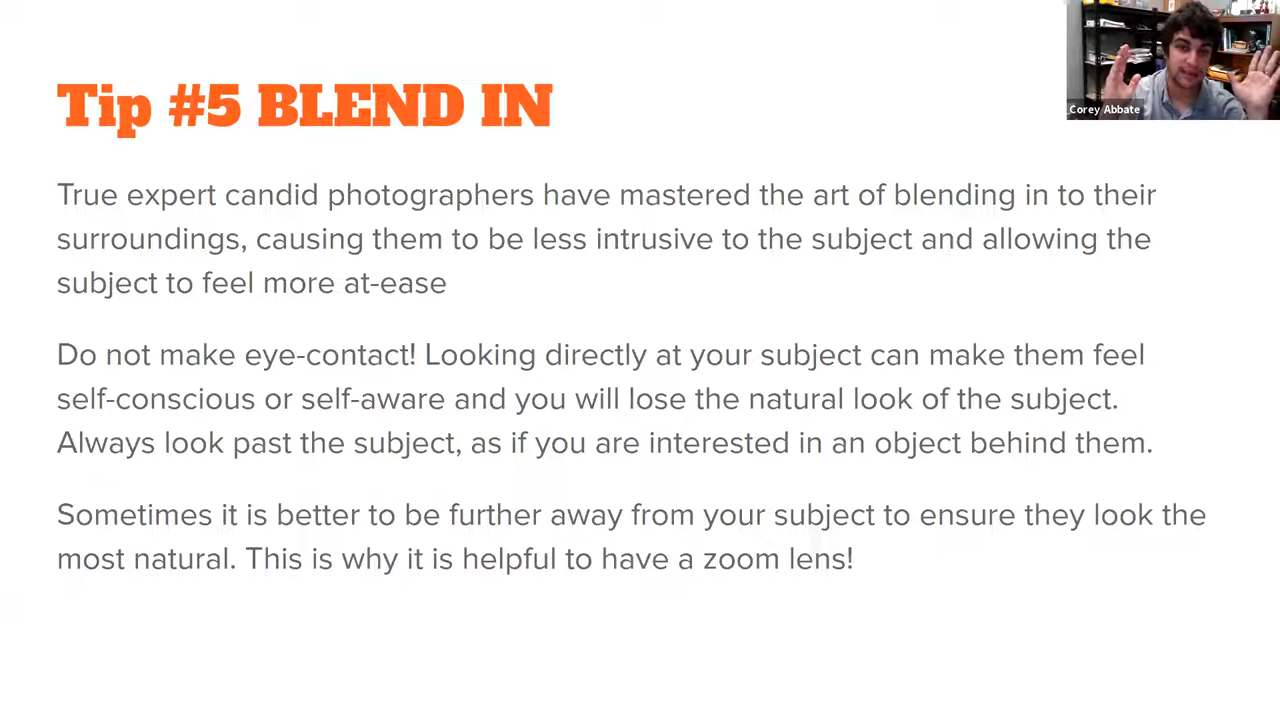 Tip #5 BLEND IN
Corey Abbate
True expert candid photographers have mastered the art of blending in to their
surroundings, causing them to be less intrusive to the subject and allowing the
subject to feel more at-ease
Do not make eye-contact! Looking directly at your subject can make them feel
self-conscious or self-aware and you will lose the natural look of the subject.
Always look past the subject, as if you are interested in an object behind them.
Sometimes it is better to be further away from your subject to ensure they look the
most natural. This is why it is helpful to have a zoom lens!